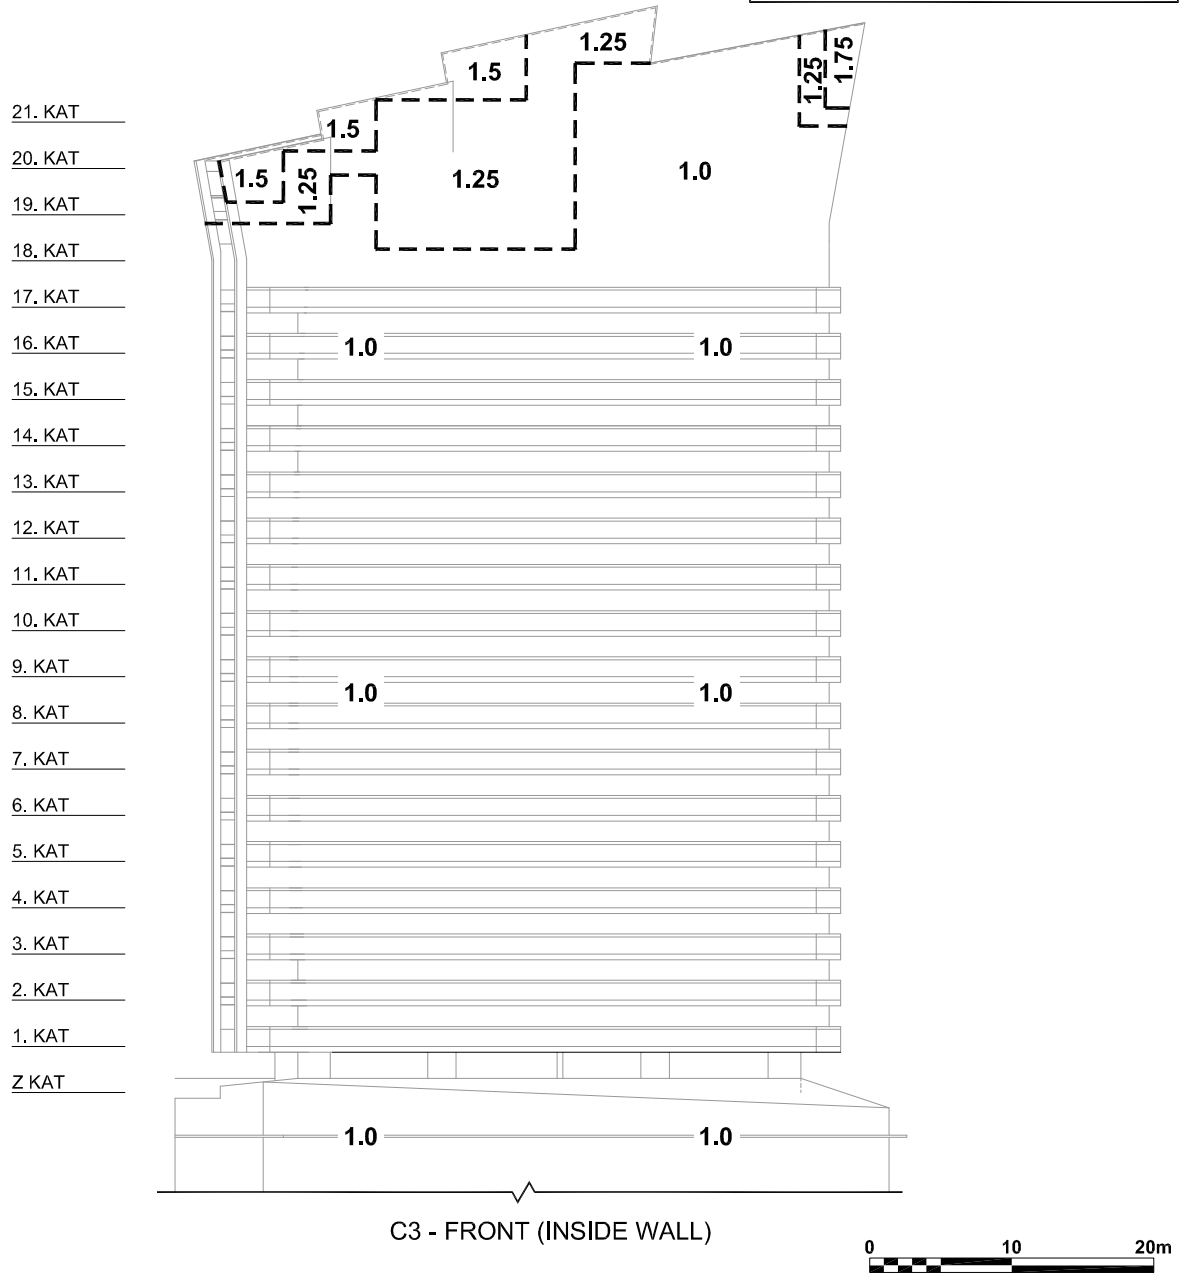 1.25
1.5
1.25
1.75
21. KAT
1.5
20. KAT
1.5
1.25
1.25
1.0
19. KAT
18. KAT
17. KAT
16. KAT
1.0
1.0
15. KAT
14. KAT
13. KAT
12. KAT
11. KAT
10. KAT
9. KAT
1.0
1.0
8. KAT
7. KAT
6. KAT
5. KAT
4. KAT
3. KAT
2. KAT
1. KAT
Z KAT
1.0
1.0
C3 - FRONT (INSIDE WALL)
0 10 20m